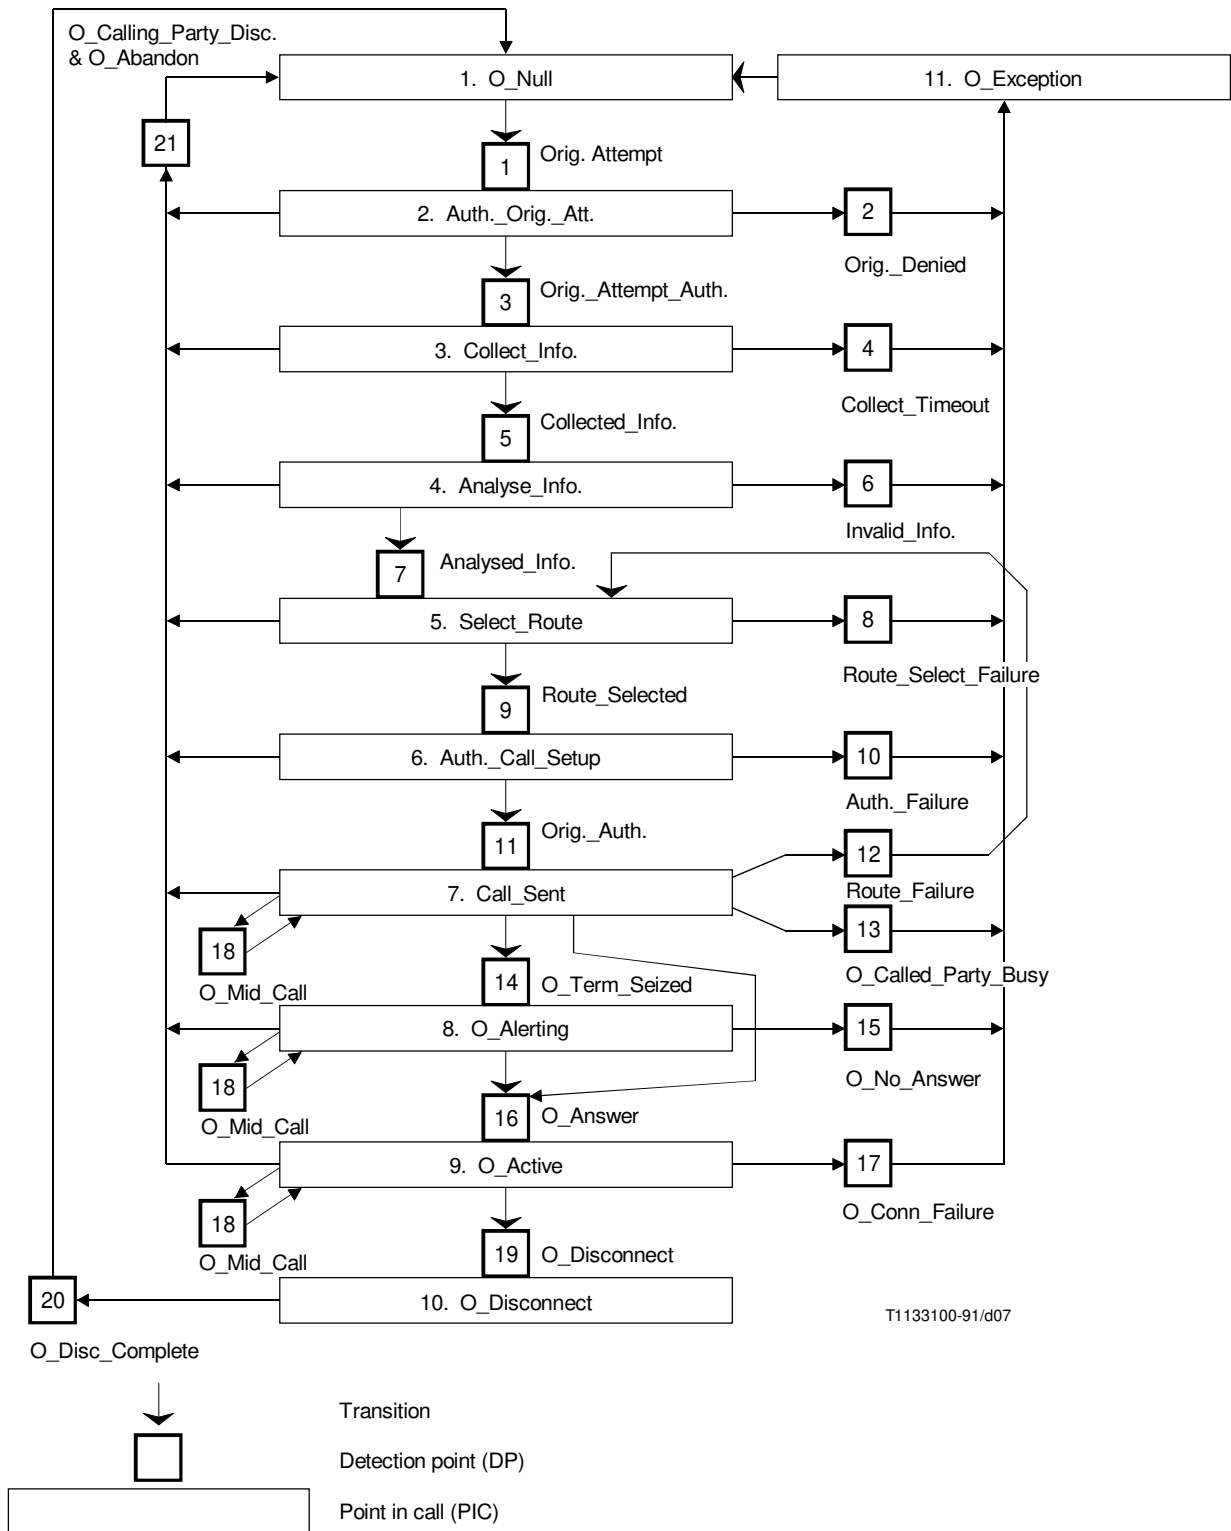 O_Calling_Party_Disc.
& O_Abandon
1. O_Null
11. O_Exception
21
1
Orig. Attempt
2. Auth._Orig._Att.
2
Orig._Denied
3
Orig._Attempt_Auth.
3. Collect_Info.
4
Collect_Timeout
5
Collected_Info.
4. Analyse_Info.
6
Invalid_Info.
7
Analysed_Info.
5. Select_Route
8
Route_Select_Failure
9
Route_Selected
6. Auth._Call_Setup
10
Auth._Failure
11
Orig._Auth.
12
Route_Failure
7. Call_Sent
13
O_Called_Party_Busy
18
O_Mid_Call
14
O_Term_Seized
8. O_Alerting
15
O_No_Answer
18
O_Mid_Call
16
O_Answer
9. O_Active
17
O_Conn_Failure
18
O_Mid_Call
19
O_Disconnect
20
10. O_Disconnect
T1133100-91/d07
O_Disc_Complete
Transition
Detection point (DP)
Point in call (PIC)